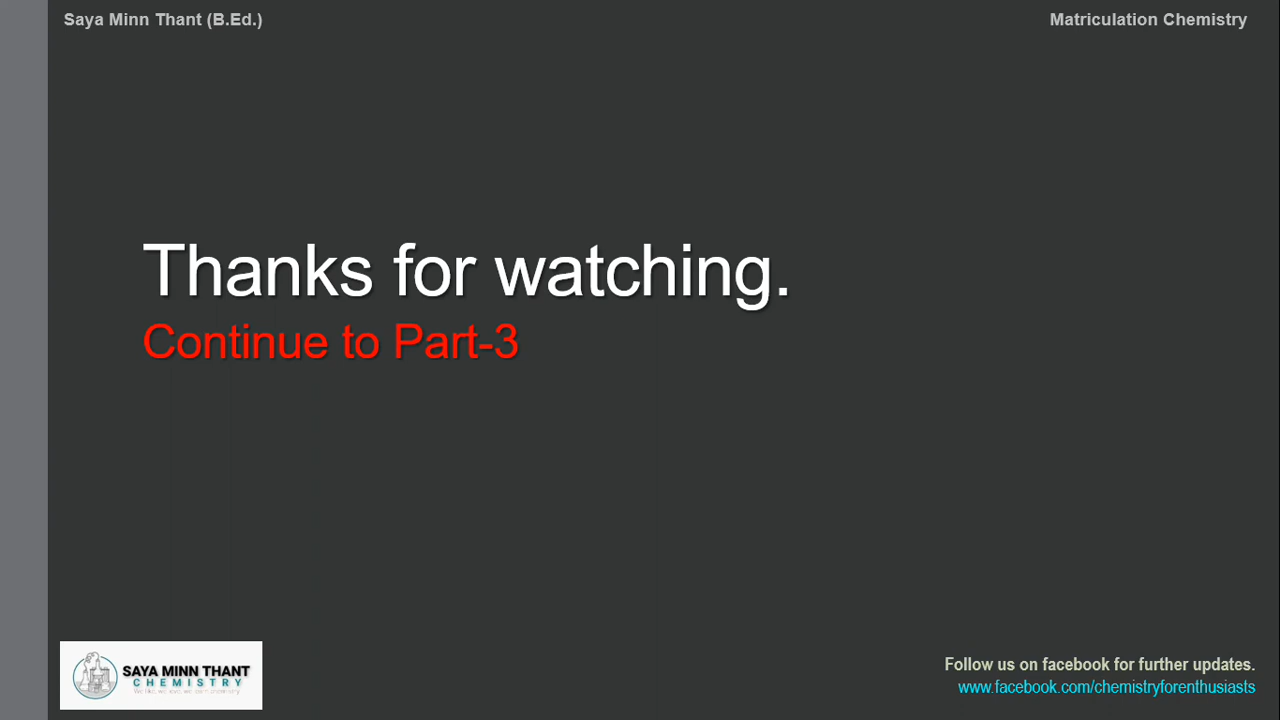 Saya Minn Thant (B.Ed.)
Matriculation Chemistry
Thanks for watching.
Continue to Part-3
SAYA MINN THANT
CHEMISTRY
Follow us on facebook for further updates.
www.facebook.com/chemistryforenthusiasts